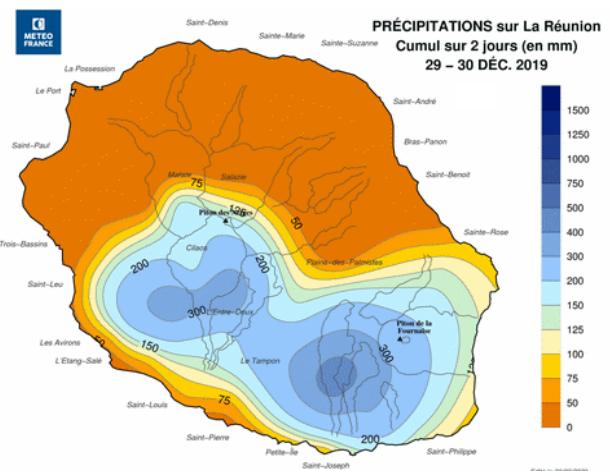 METEO
FRANCE
PRÉCIPITATIONS sur La Réunion
Cumul sur 2 jours (en mm)
29 – 30 DÉC. 2019
Saint–Denis
Sainte–Marie
Sainte–Suzanne
La Possession
Le Port
Saint–André
Saint–Paul
Bras–Panon
Saint–Benoit
Mafate
Salazie
75
125
50
Piton des Neiges
Sainte–Rose
Trois–Bassins
Cilaos
200
200
Plaine–des–Palmistes
Saint–Leu
300
L'Entre–Deux
Piton de la
Fournaise
300
Les Avirons
50
150
L'Etang–Salé
Le Tampon
Saint–Louis
75
Saint–Pierre
200
Petite–Île
Saint–Philippe
Saint–Joseph
1500
1250
1000
750
500
400
300
200
150
125
100
75
50
0